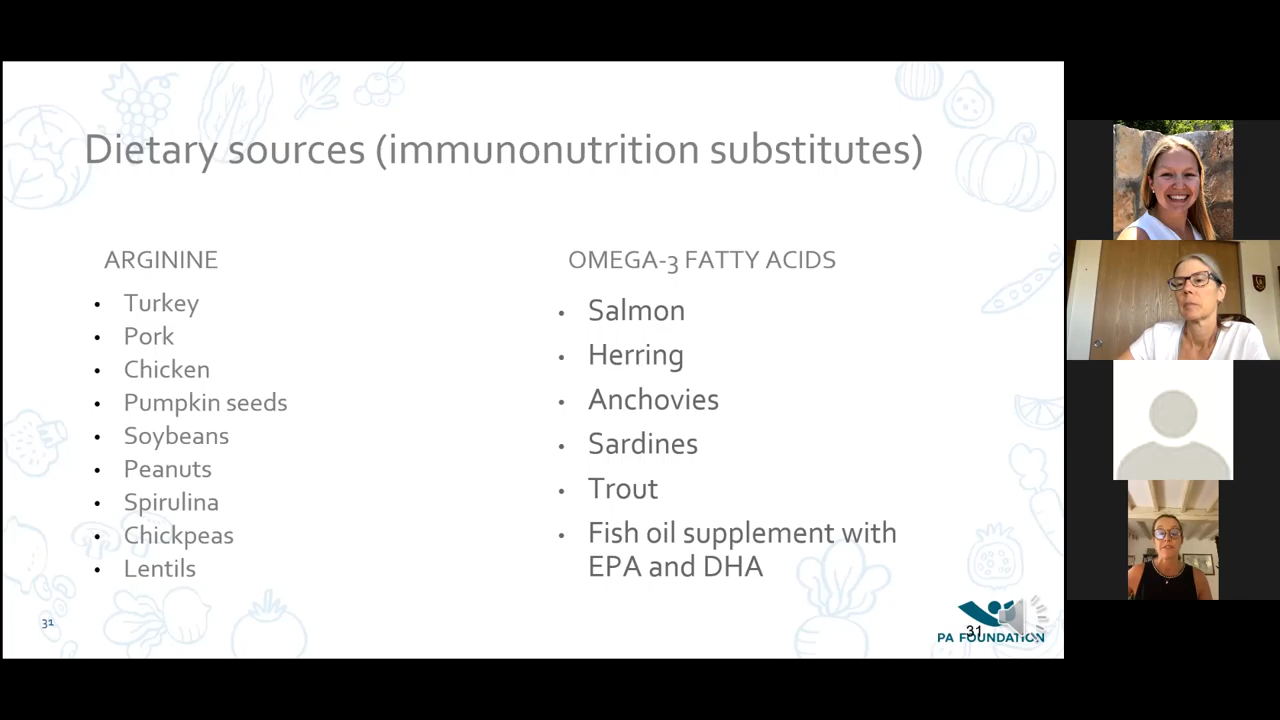 Dietary sources (immunonutrition substitutes)
ARGININE
Turkey
Pork
Chicken
Pumpkin seeds
Soybeans
Peanuts
Spirulina
Chickpeas
Lentils
OMEGA-3 FATTY ACIDS
Salmon
Herring
Anchovies
Sardines
Trout
Fish oil supplement with
EPA and DHA
31
31
PA FOUNDATION